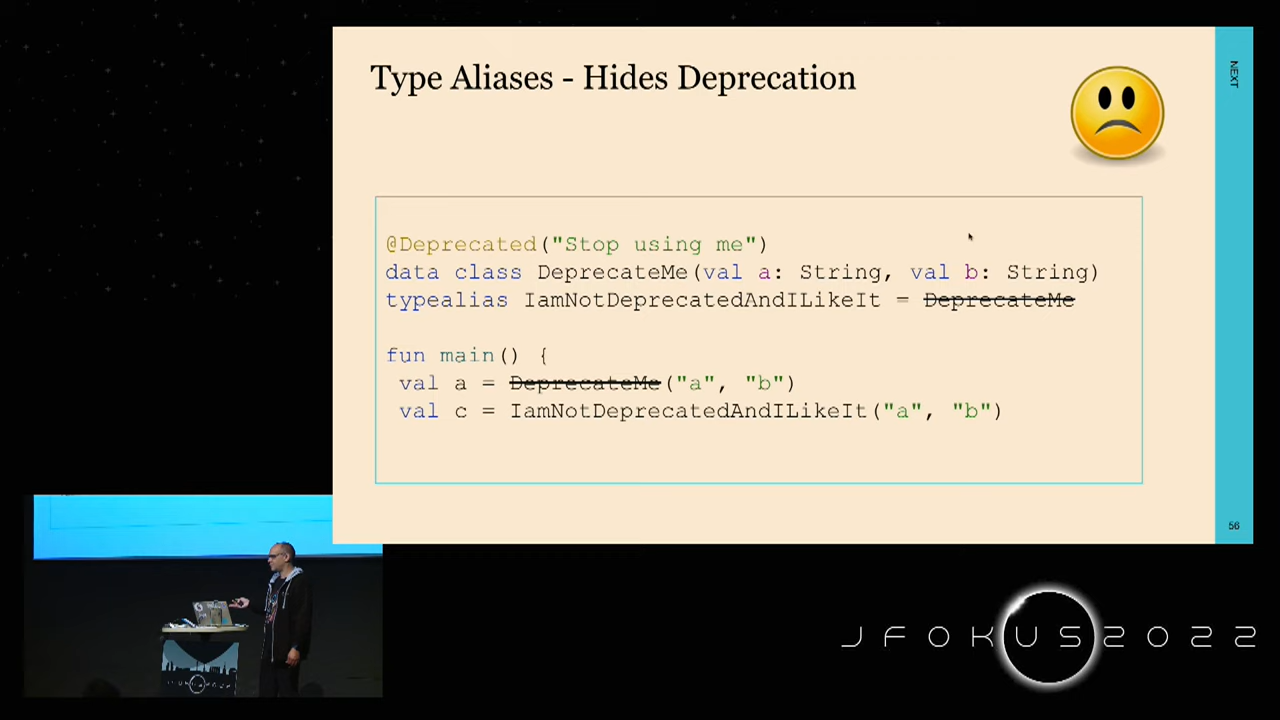 Type Aliases - Hides Deprecation
NEXT
@Deprecated("Stop using me")
data class DeprecateMe(val a: String, val b: String)
typealias IamNotDeprecatedAndILikeIt = DeprecateMe
fun main() {
val a = DeprecateMe("a", "b")
val c = IamNotDeprecatedAndILikeIt("a", "b")
56
JFOKUS2022